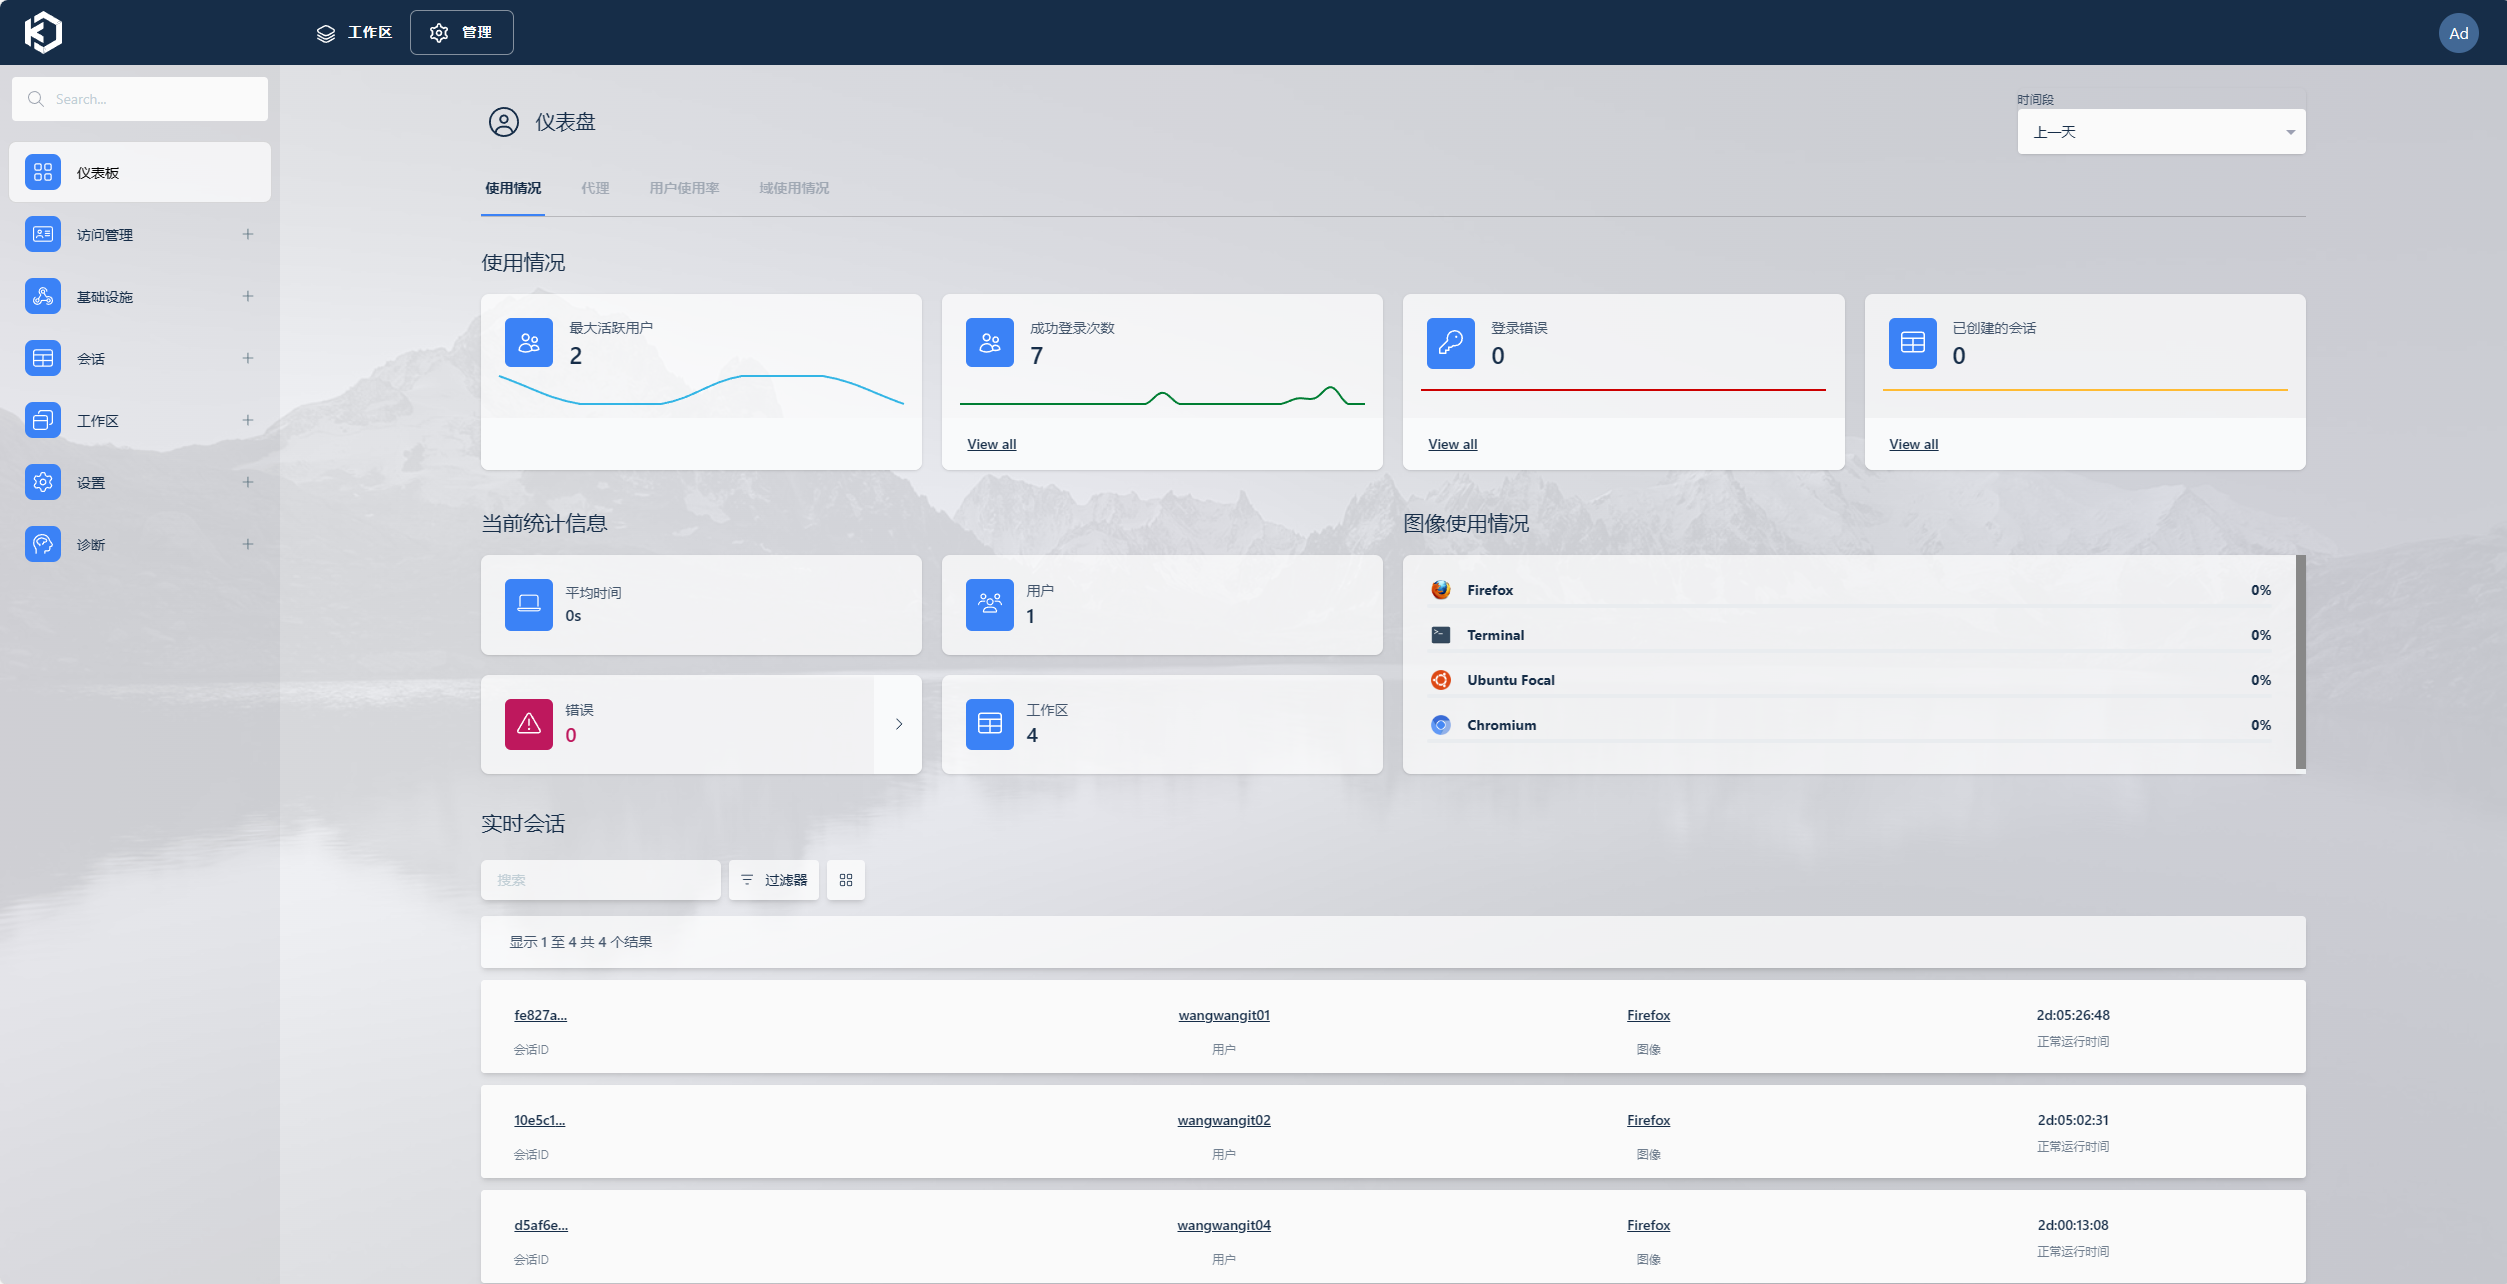 工作区
管理
Ad
Search...
仪表板
访问管理
基础设施
会话
工作区
设置
诊断
仪表盘
时间段
上一天
使用情况 代理 用户使用率 域使用情况
使用情况
最大活跃用户
2
成功登录次数
7
View all
登录错误
0
View all
已创建的会话
0
View all
当前统计信息
平均时间
0s
用户
1
错误
0
工作区
4
图像使用情况
Firefox 0%
Terminal 0%
Ubuntu Focal 0%
Chromium 0%
实时会话
搜索
过滤器
显示 1 至 4 共 4 个结果
fe827a... wangwangit01 Firefox 2d:05:26:48
会话ID 用户 图像 正常运行时间
10e5c1... wangwangit02 Firefox 2d:05:02:31
会话ID 用户 图像 正常运行时间
d5af6e... wangwangit04 Firefox 2d:00:13:08
会话ID 用户 图像 正常运行时间